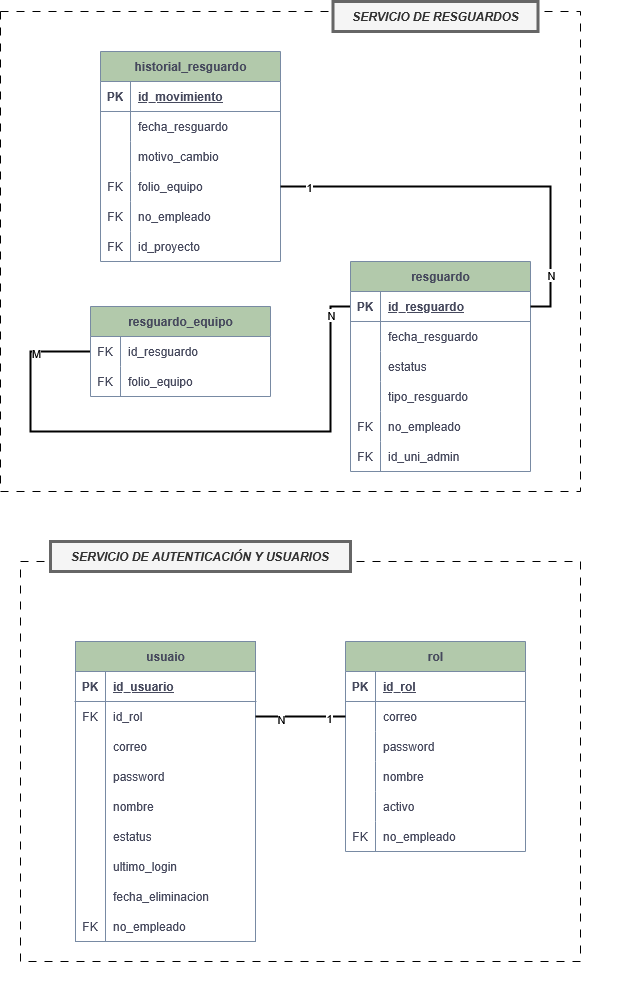 SERVICIO DE RESGUARDOS
historial_resguardo
PK id_movimiento
fecha_resguardo
motivo_cambio
FK folio_equipo
FK no_empleado
FK id_proyecto
1
N
resguardo
PK id_resguardo
fecha_resguardo
estatus
tipo_resguardo
FK no_empleado
FK id_uni_admin
N
resguardo_equipo
FK id_resguardo
FK folio_equipo
M
SERVICIO DE AUTENTICACIÓN Y USUARIOS
usuaio
PK id_usuario
FK id_rol
correo
password
nombre
estatus
ultimo_login
fecha_eliminacion
FK no_empleado
N
1
rol
PK id_rol
correo
password
nombre
activo
FK no_empleado